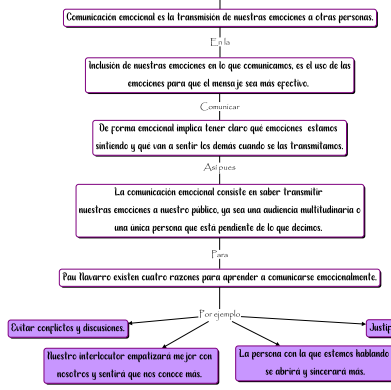 Comunicación emocional es la transmisión de nuestras emociones a otras personas.
En la
Inclusión de nuestras emociones en lo que comunicamos, es el uso de las
emociones para que el mensaje sea más efectivo.
Comunicar
De forma emocional implica tener claro qué emociones estamos
sintiendo y qué van a sentir los demás cuando se las transmitamos.
Así pues
La comunicación emocional consiste en saber transmitir
nuestras emociones a nuestro público, ya sea una audiencia multitudinaria o
una única persona que está pendiente de lo que decimos.
Para
Pau Navarro existen cuatro razones para aprender a comunicarse emocionalmente.
Por ejemplo
Evitar conflictos y discusiones.
Nuestro interlocutor empatizará mejor con
nosotros y sentirá que nos conoce más.
La persona con la que estemos hablando
se abrirá y sincerará más.